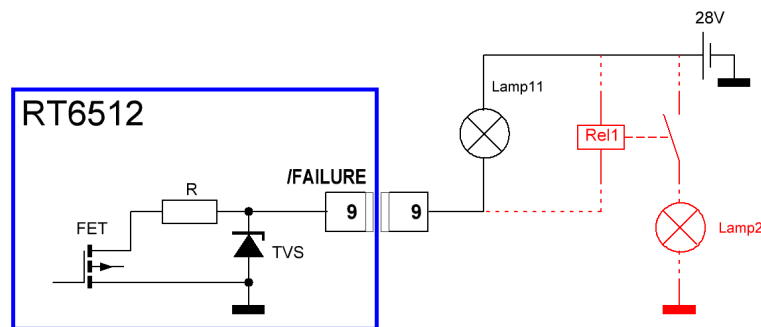 28V
Lamp11
RT6512
Rel1
/FAILURE
R
9
9
FET
TVS
Lamp2